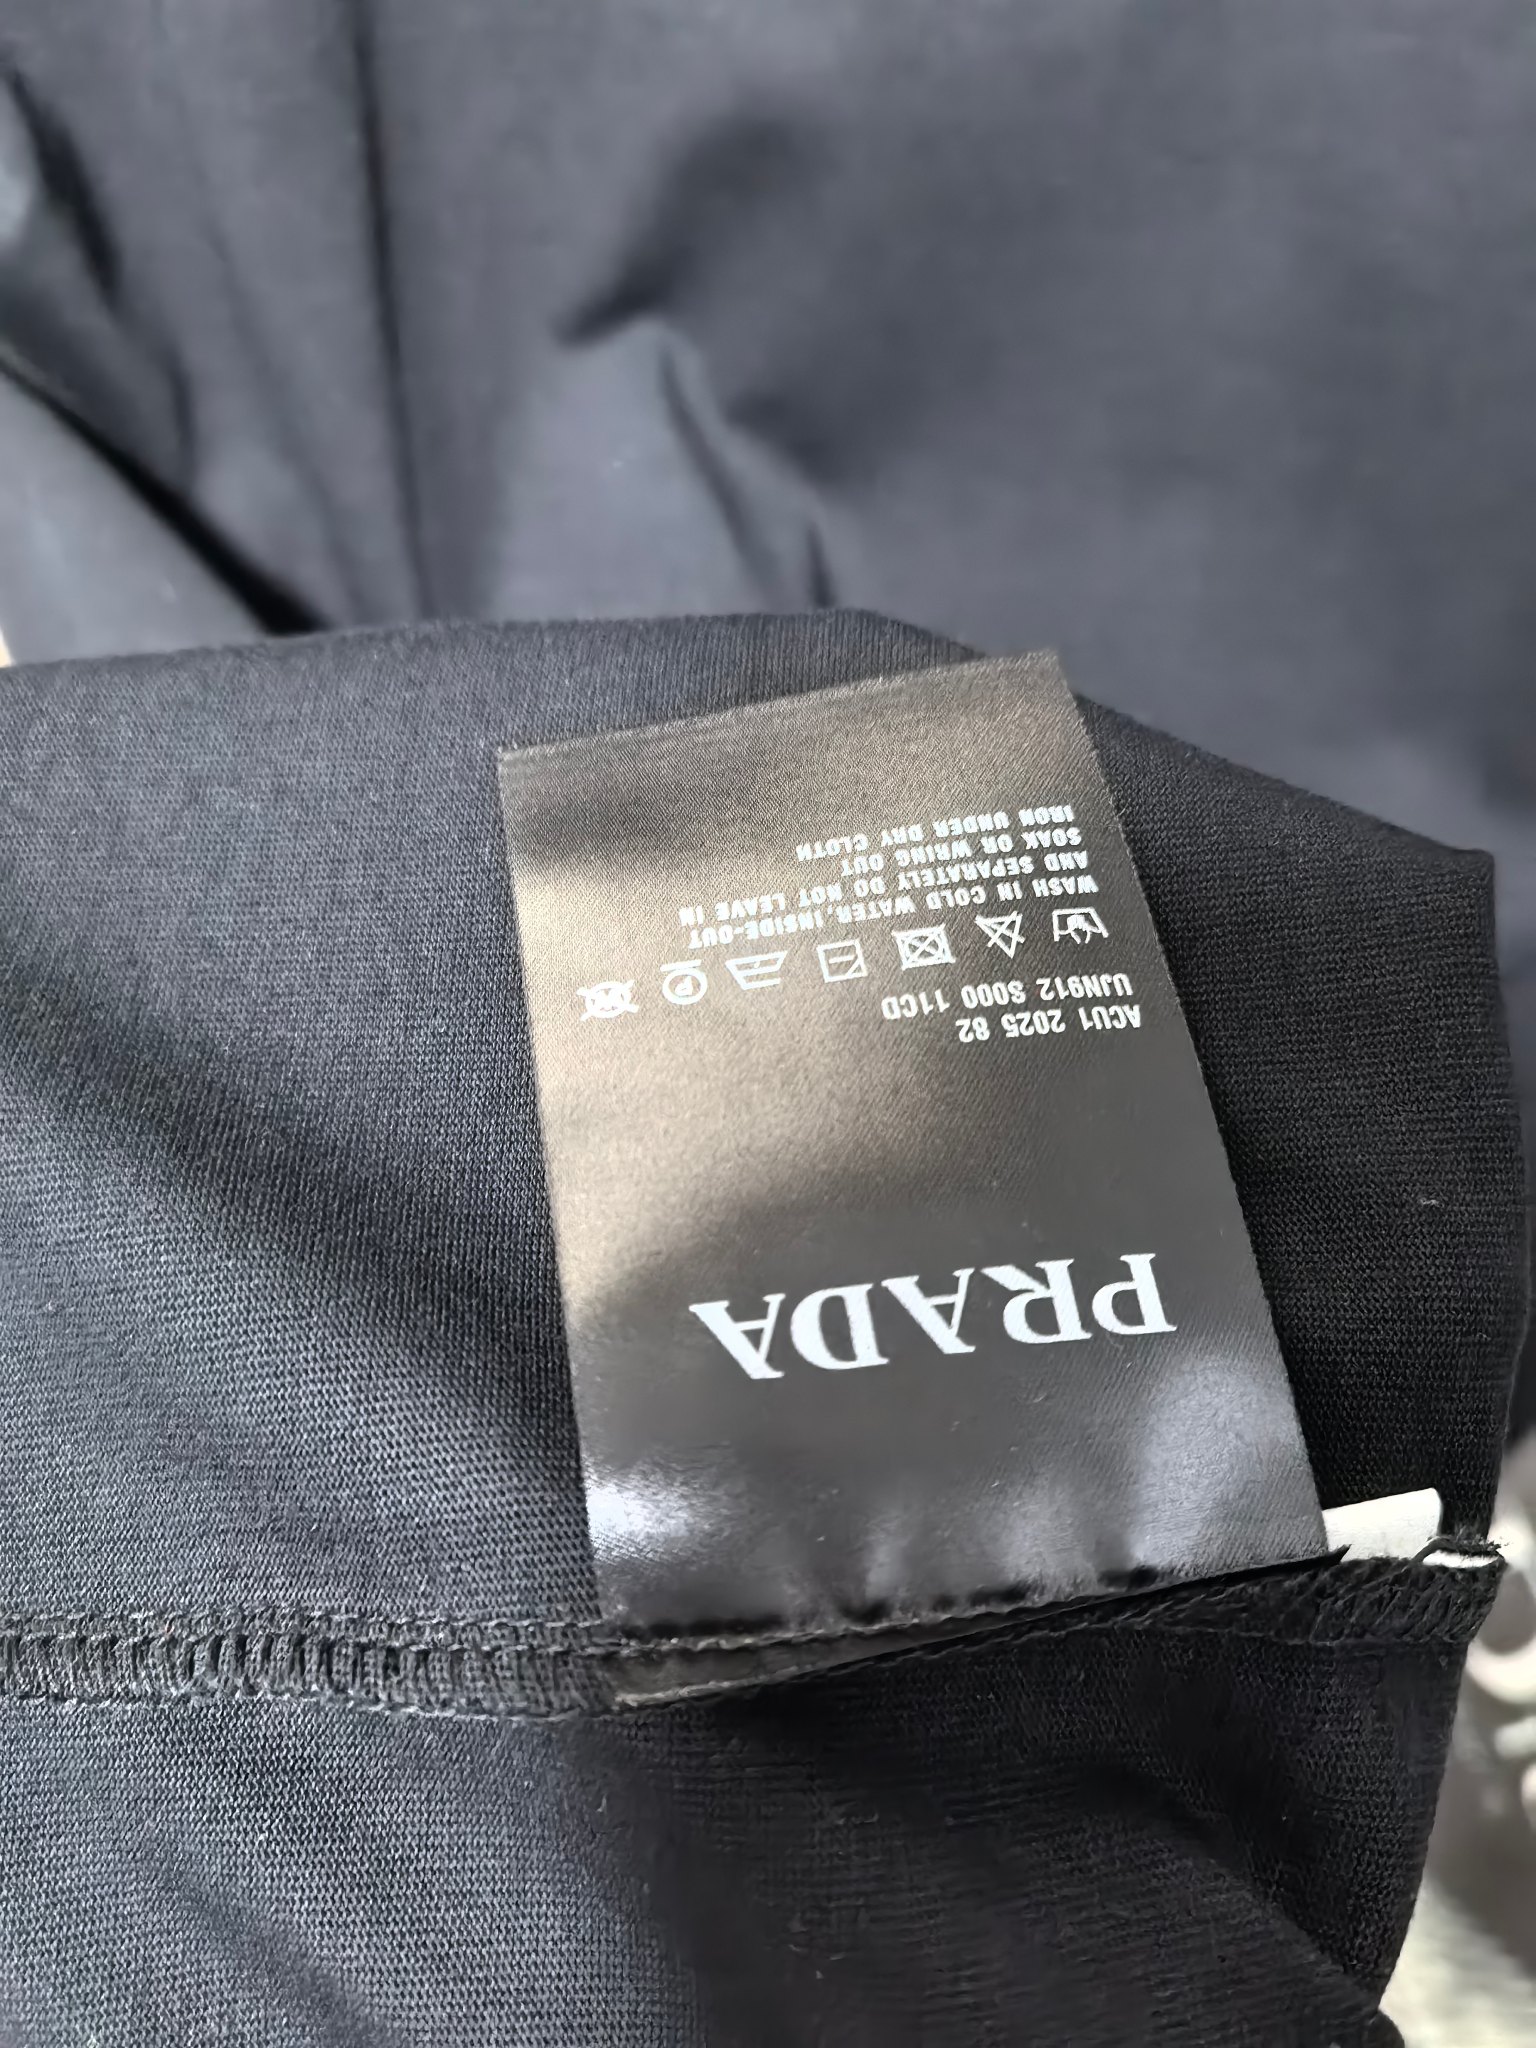 PRADA
ACU1 2025 82
UJN912 S000 11CD
P
W
WASH IN COLD WATER, INSIDE-OUT
AND SEPARATELY DO NOT LEAVE IN
SOAK OR WRING OUT
IRON UNDER DRY CLOTH